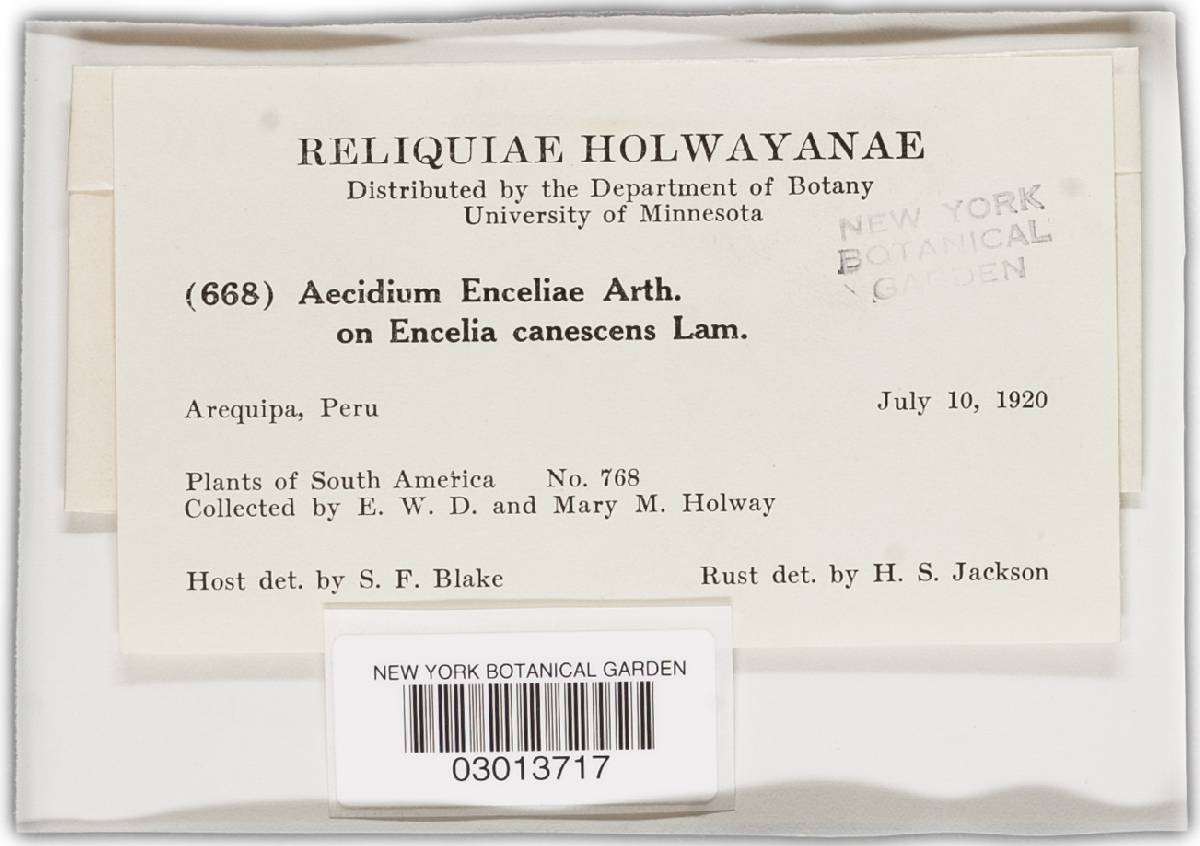 RELIQUIAE HOLWAYANAE
Distributed by the Department of Botany
University of Minnesota
NEW YORK
BOTANICAL
GARDEN
(668) Aecidium Enceliae Arth.
on Encelia canescens Lam.
Arequipa, Peru
July 10, 1920
Plants of South America No. 768
Collected by E. W. D. and Mary M. Holway
Host det. by S. F. Blake
Rust det. by H. S. Jackson
NEW YORK BOTANICAL GARDEN
03013717